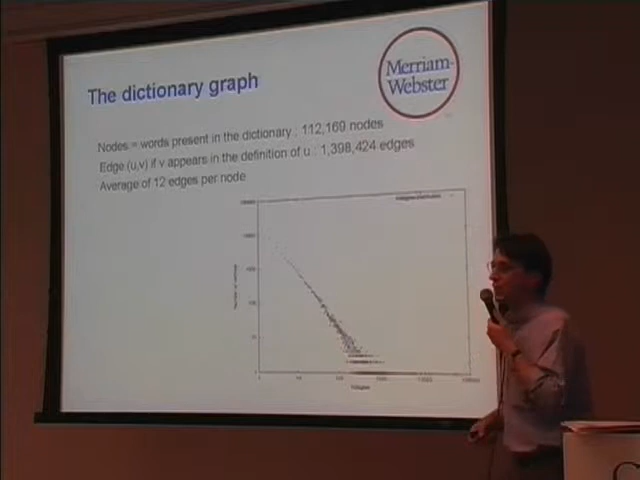 The dictionary graph
Merriam-
Webster
Nodes = words present in the dictionary : 112,169 nodes
Edge (u,v) if v appears in the definition of u : 1,398,424 edges
Average of 12 edges per node
C